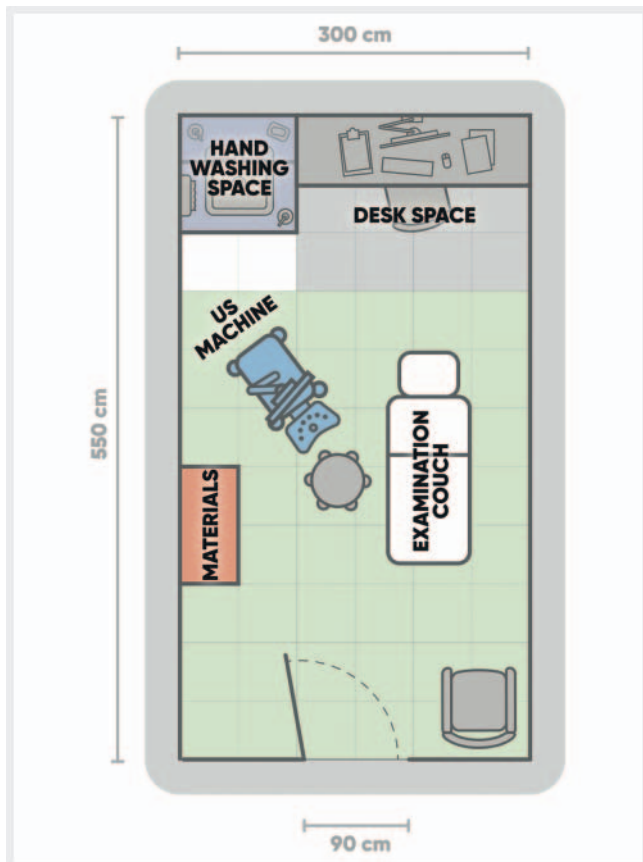 300 cm
HAND
WASHING
SPACE
DESK SPACE
US
MACHINE
550 cm
EXAMINATION
COUCH
MATERIALS
90 cm